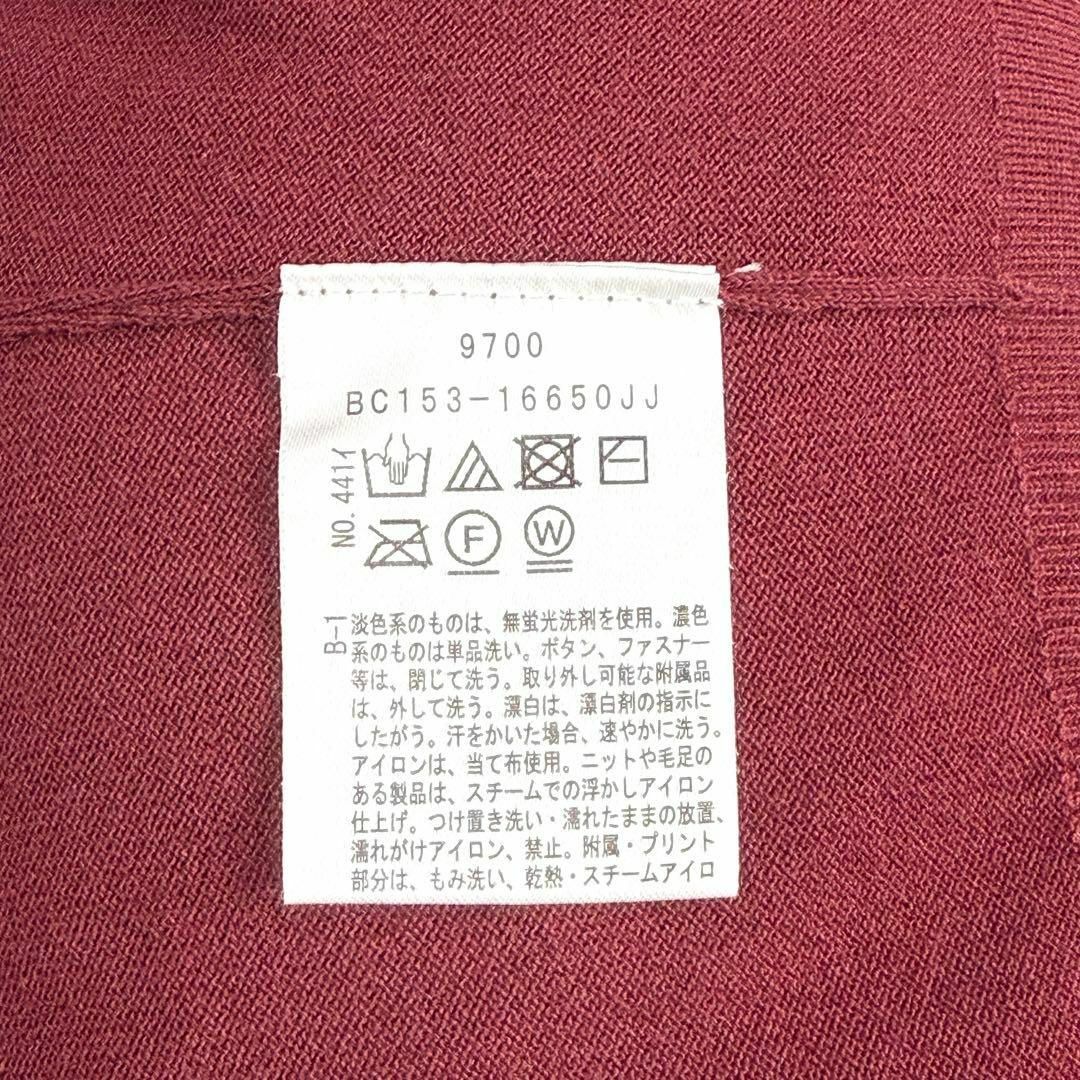 9700
BC153-16650JJ
NO.4411
F
W
B-1
淡色系のものは、無蛍光洗剤を使用。濃色
系のものは単品洗い。ボタン、ファスナー
等は、閉じて洗う。取り外し可能な附属品
は、外して洗う。漂白は、漂白剤の指示に
したがう。汗をかいた場合、速やかに洗う。
アイロンは、当て布使用。ニットや毛足の
ある製品は、スチームでの浮かしアイロン
仕上げ。つけ置き洗い・濡れたままの放置、
濡れがけアイロン、禁止。附属・プリント
部分は、もみ洗い、乾熱・スチームアイロ